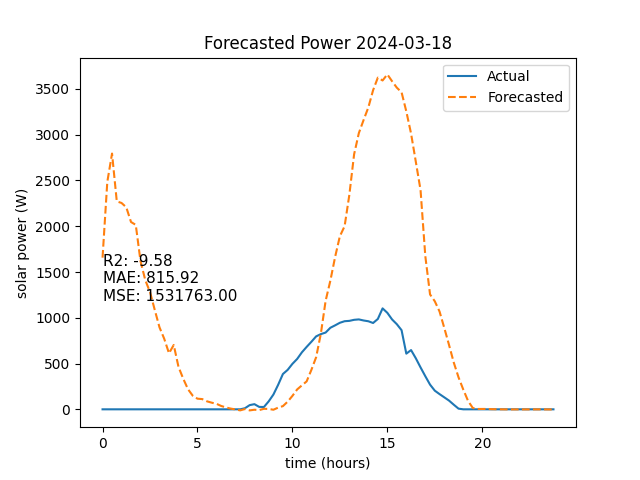 Forecasted Power 2024-03-18
Actual
Forecasted
solar power (W)
3500
3000
2500
2000
1500
1000
500
0
R2: -9.58
MAE: 815.92
MSE: 1531763.00
0 5 10 15 20
time (hours)